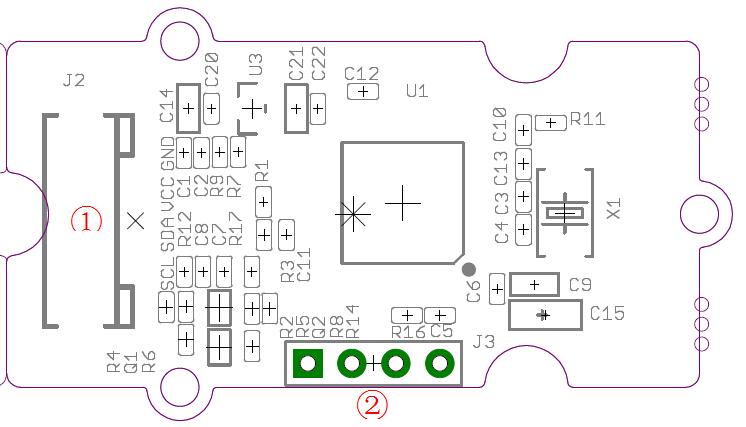 J2
C14
C20
U3
C21
C22
C12
U1
C10
R11
GND
C1
C2
R9
R7
R1
C13
VCC
C3
X1
①
SDA
R12
C8
C7
R17
C4
R3
C11
SCL
C6
C9
C15
R2
R5
Q2
R8
R14
R16
C5
J3
R4
Q1
R6
②